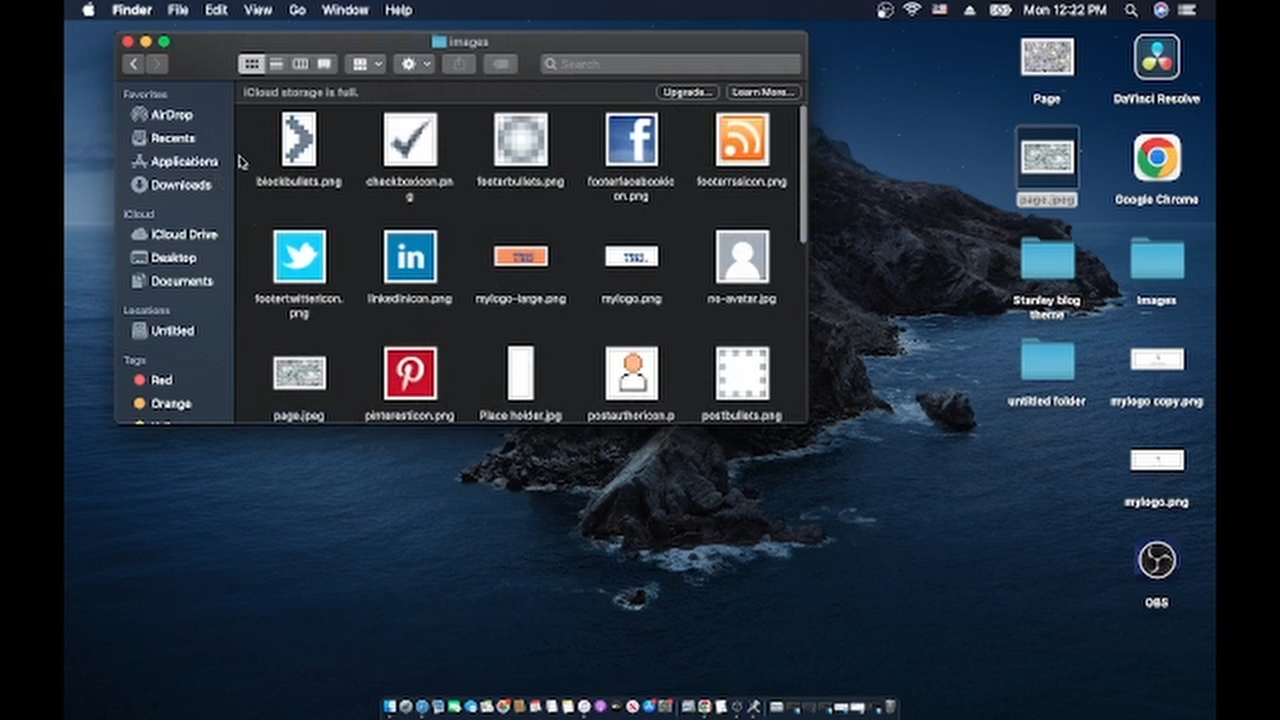 Finder File Edit View Go Window Help
Mon 12:22 PM
images
Search
Favorites
AirDrop
Recents
Applications
Downloads
iCloud
iCloud Drive
Desktop
Documents
Locations
Untitled
Tags
Red
Orange
iCloud storage is full.
Upgrade... Learn More...
blockbullets.png
checkboxicon.pn
g
footerbullets.png
footerfacebookic
on.png
footerrssicon.png
footertwittericon.
png
linkedinicon.png
mylogo-large.png
mylogo.png
no-avatar.jpg
page.jpeg
pinteresticon.png
Place holder.jpg
postauthoricon.p
postbullets.png
Page
DaVinci Resolve
page.jpeg
Google Chrome
Stanley blog
theme
Images
untitled folder
mylogo copy.png
mylogo.png
OBS